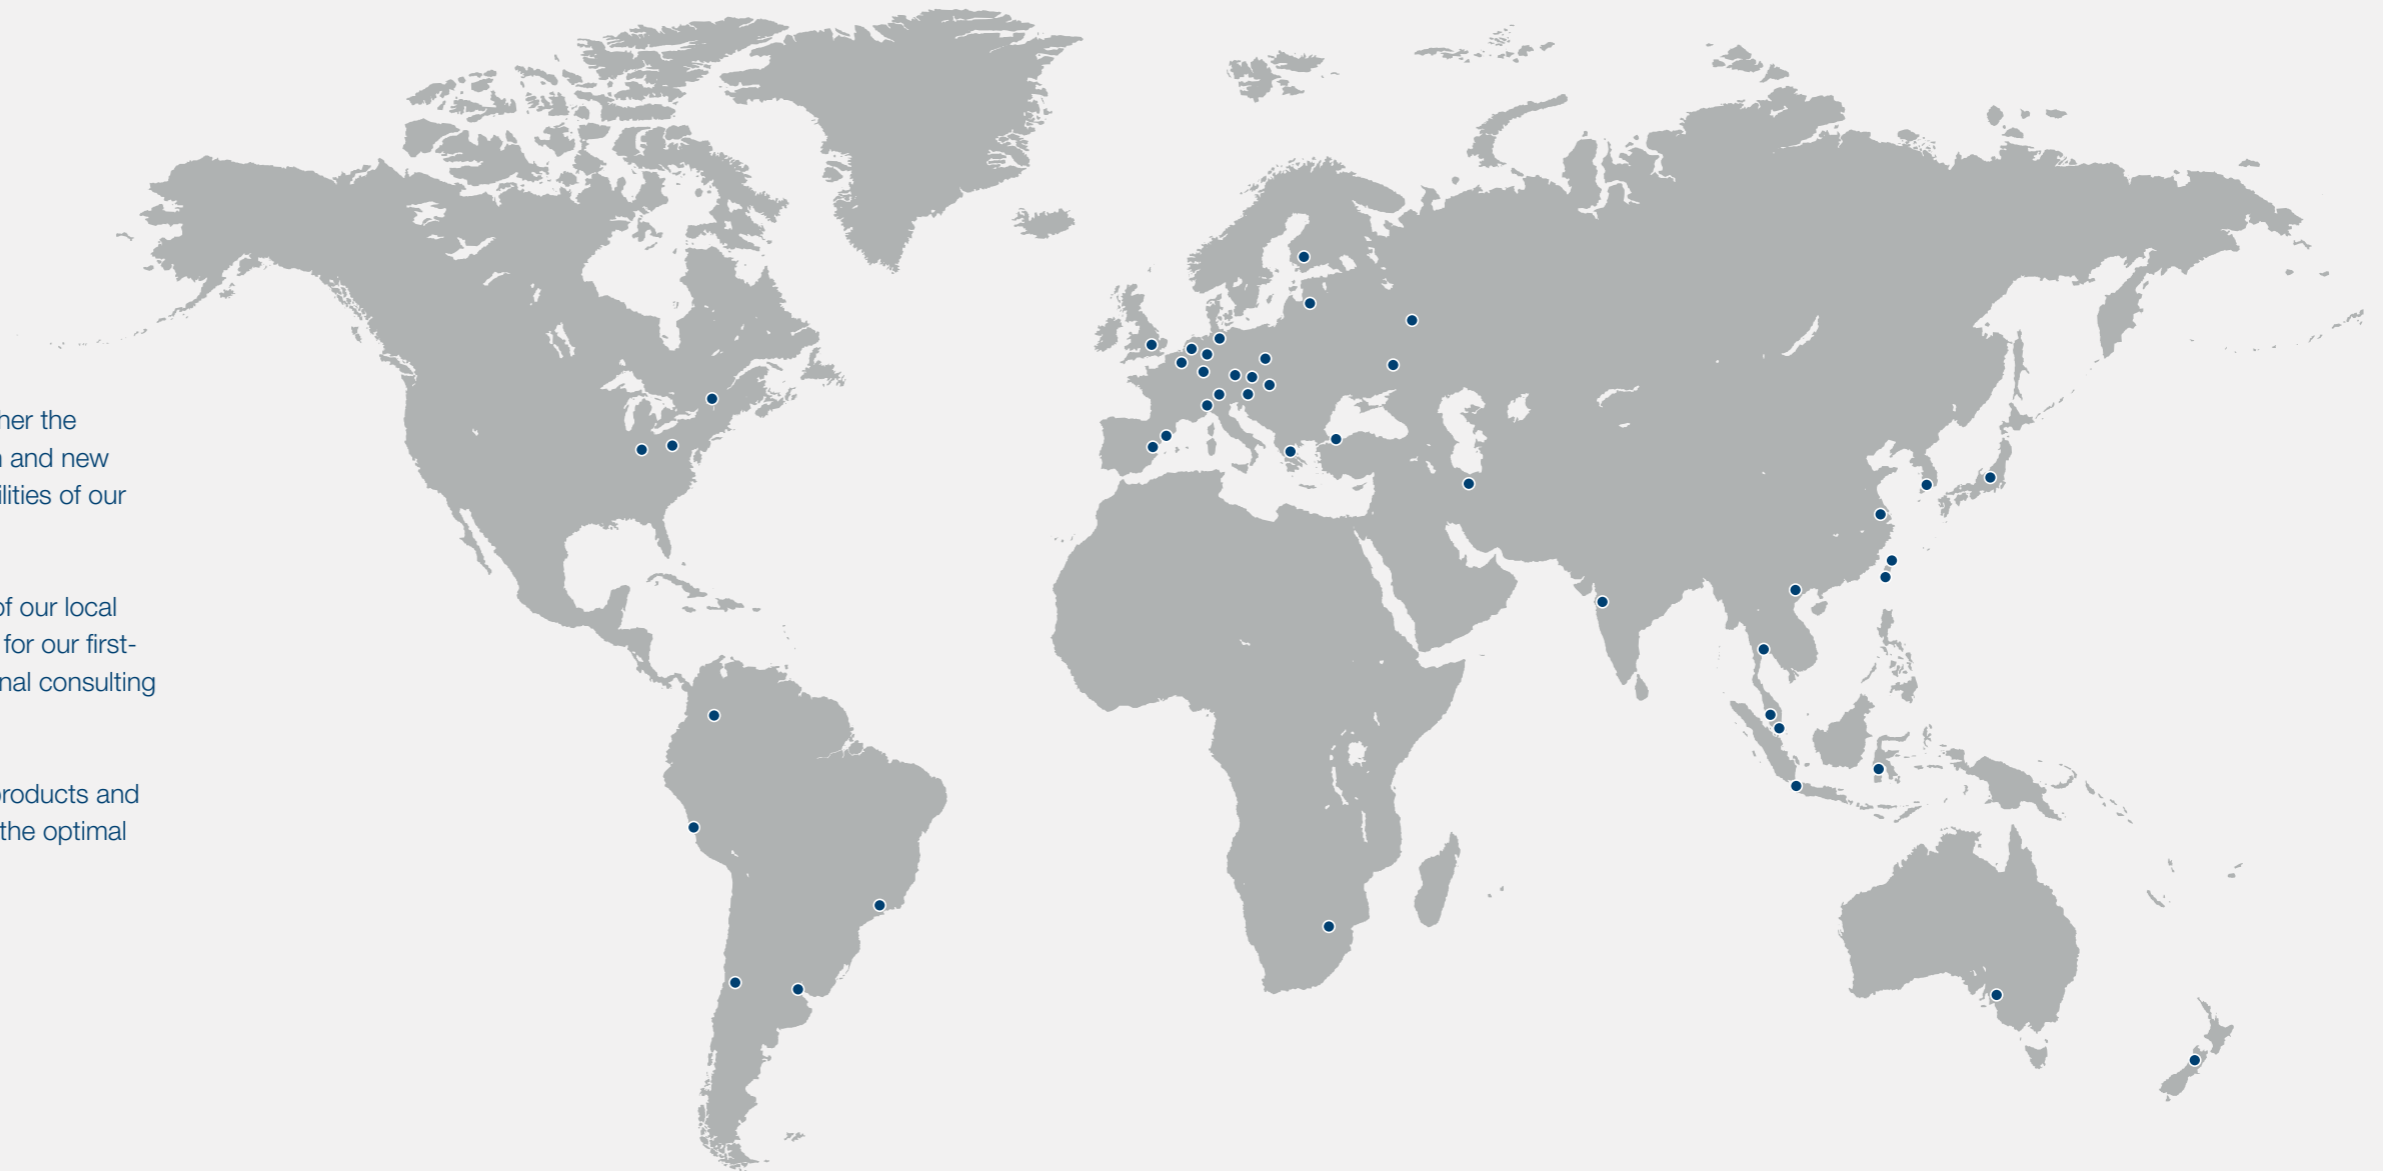 her the
and new
ilities of our
of our local
for our first-
nal consulting
products and
the optimal